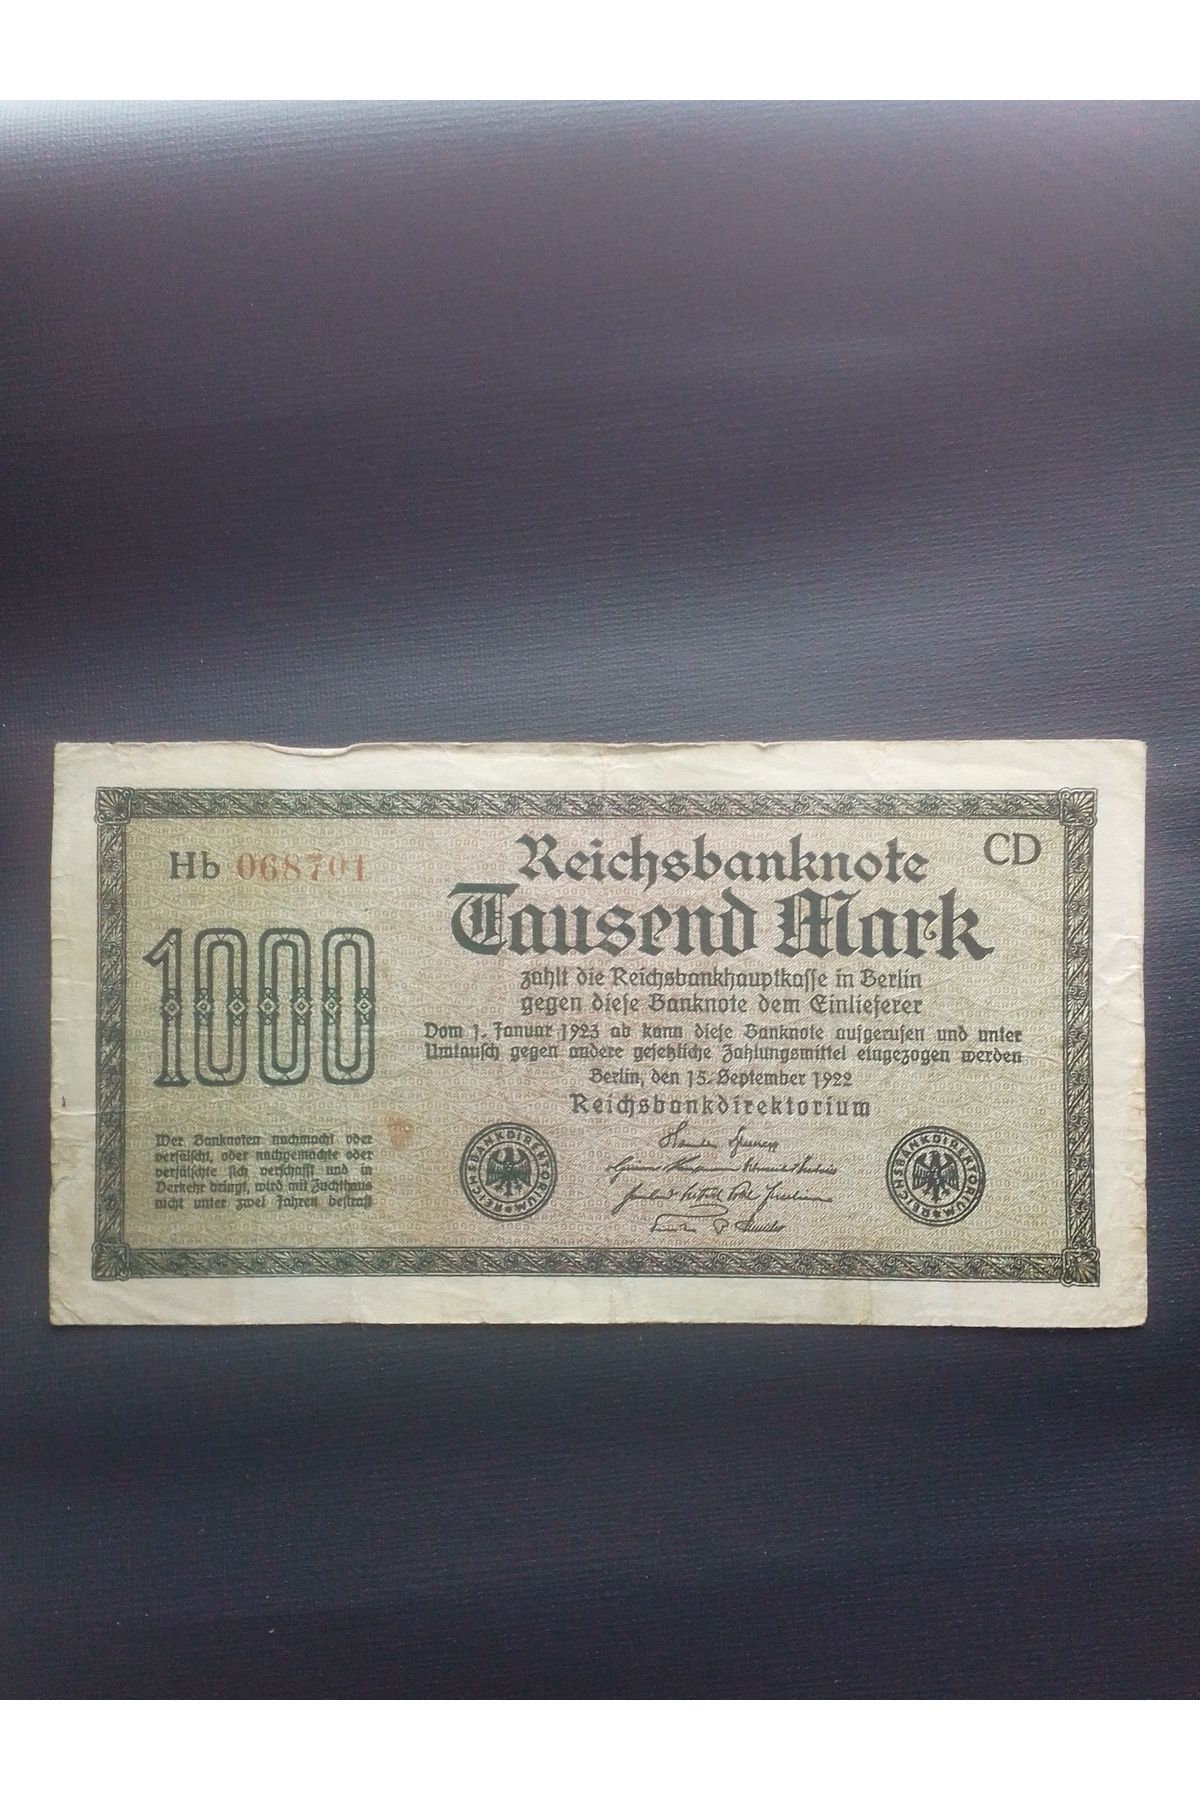 Hb 068701
Reichsbanknote
CD
Tausend Mark
1000
zahlt die Reichsbankhauptkasse in Berlin
gegen diese Banknote dem Einlieferer
Vom 1. Januar 1923 ab kann diese Banknote aufgerufen und unter
Umtausch gegen andere gesetzliche Zahlungsmittel eingezogen werden
Berlin, den 15. September 1922
Reichsbankdirektorium
Wer Banknoten nachmacht oder
verfälscht, oder nachgemachte oder
verfälschte sich verschafft und in
Verkehr bringt, wird mit Zuchthaus
nicht unter zwei Jahren bestraft
REICHSBANKDIREKTORIUM
REICHSBANKDIREKTORIUM